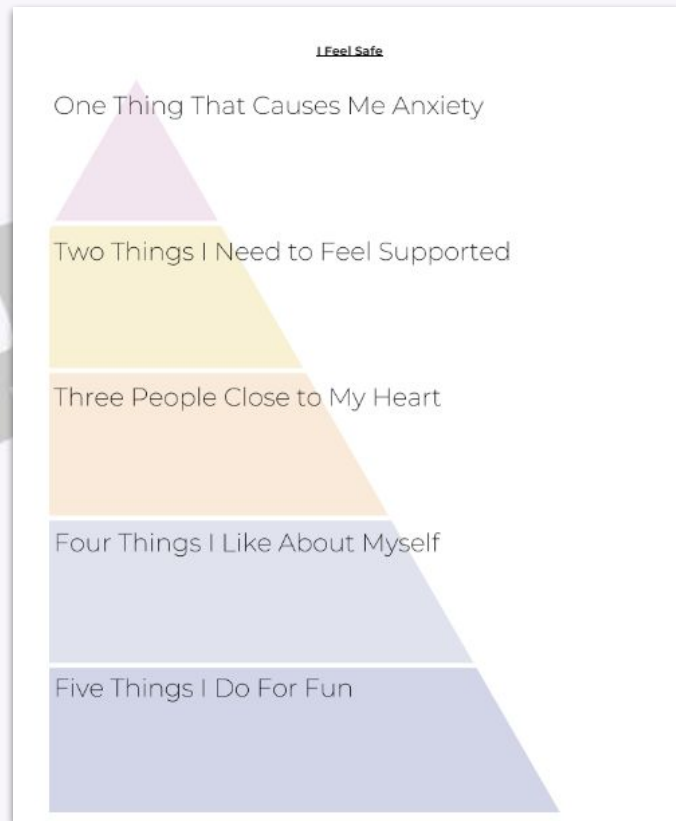 I Feel Safe
One Thing That Causes Me Anxiety
Two Things I Need to Feel Supported
Three People Close to My Heart
Four Things I Like About Myself
Five Things I Do For Fun